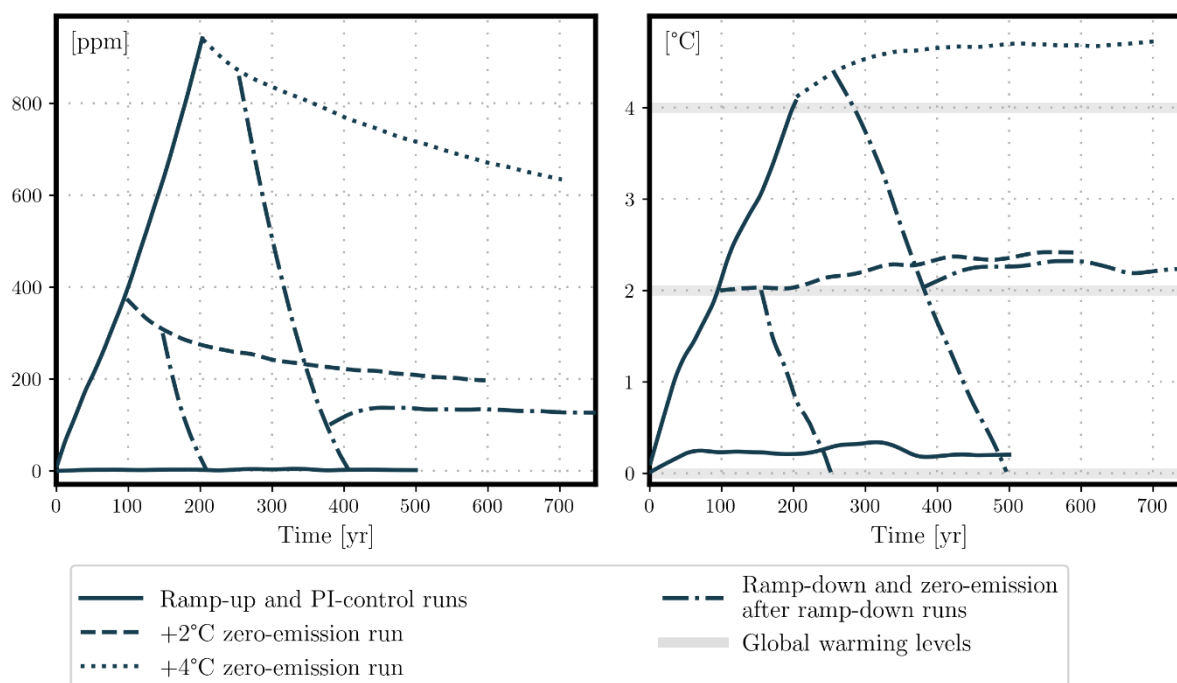 [ppm]
800
600
400
200
0
0 100 200 300 400 500 600 700
Time [yr]
[°C]
4
3
2
1
0
0 100 200 300 400 500 600 700
Time [yr]
Ramp-up and PI-control runs
+2°C zero-emission run
+4°C zero-emission run
Ramp-down and zero-emission
after ramp-down runs
Global warming levels